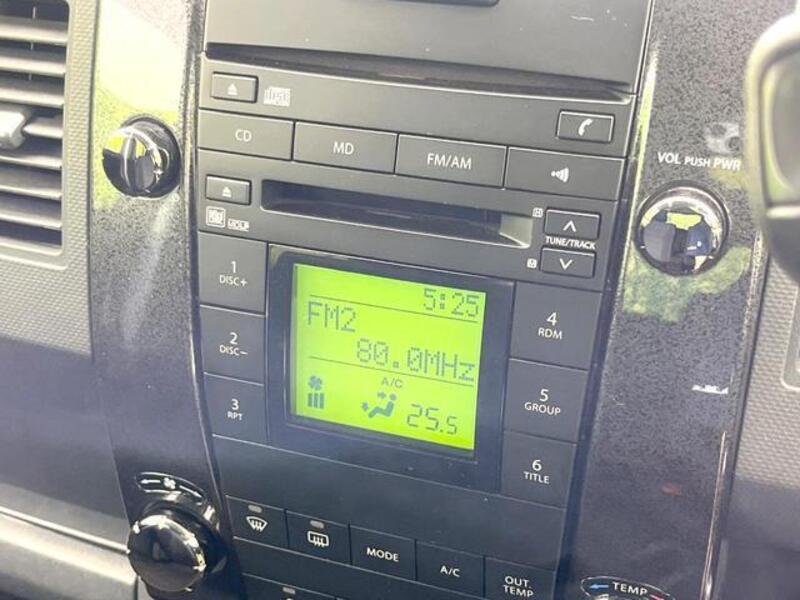 CD
MD
FM/AM
VOL PUSH PWR
MDLP
TUNE/TRACK
1
DISC+
2
DISC-
3
RPT
5:25
FM2
80.0MHz
A/C
25.5
4
RDM
5
GROUP
6
TITLE
MODE
A/C
OUT.
TEMP
TEMP